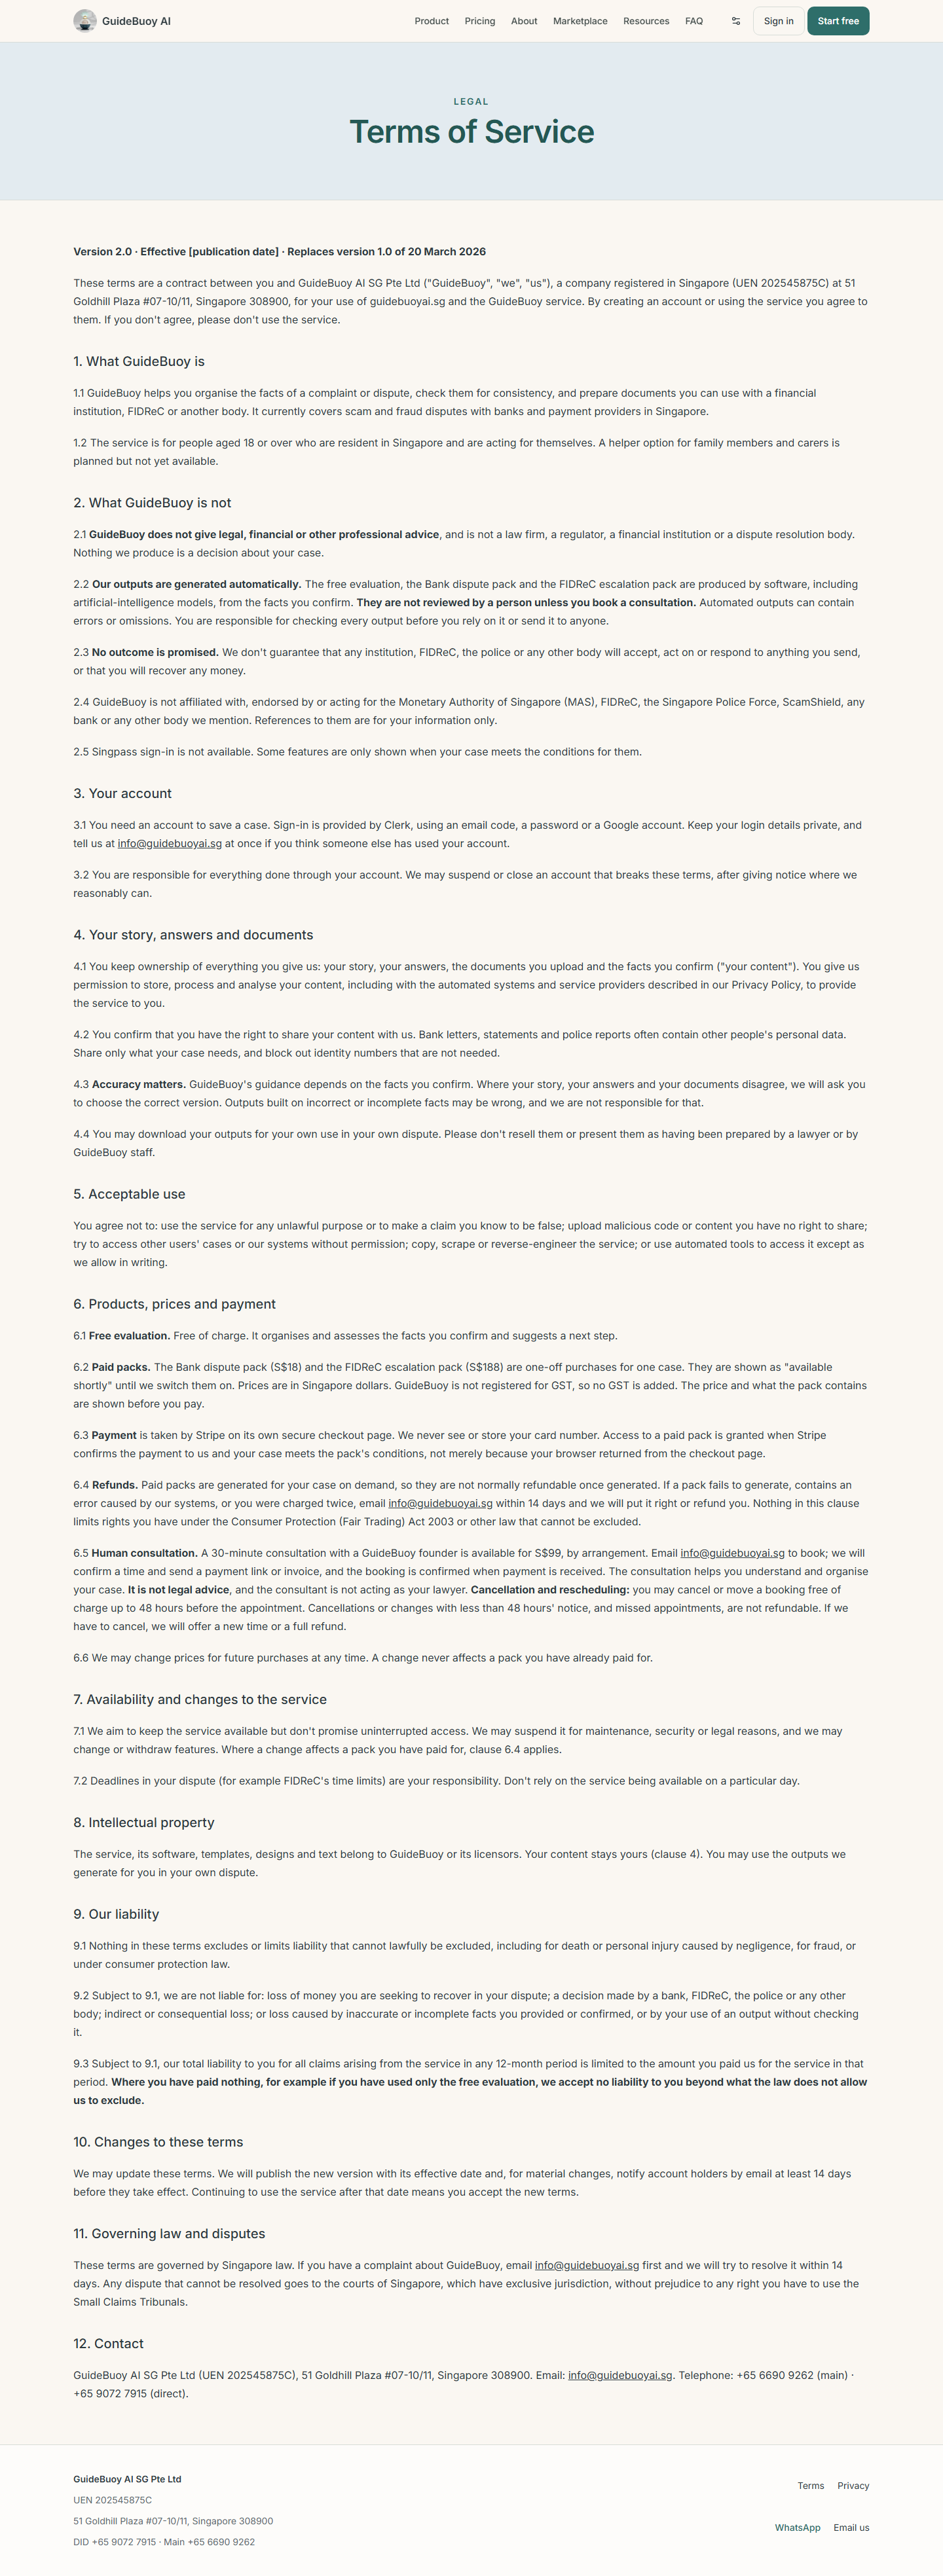 GuideBuoy AI
Product Pricing About Marketplace Resources FAQ Sign in Start free
LEGAL
Terms of Service
Version 2.0 · Effective [publication date] · Replaces version 1.0 of 20 March 2026
These terms are a contract between you and GuideBuoy AI SG Pte Ltd ("GuideBuoy", "we", "us"), a company registered in Singapore (UEN 202545875C) at 51
Goldhill Plaza #07-10/11, Singapore 308900, for your use of guidebuoyai.sg and the GuideBuoy service. By creating an account or using the service you agree to
them. If you don't agree, please don't use the service.
1. What GuideBuoy is
1.1 GuideBuoy helps you organise the facts of a complaint or dispute, check them for consistency, and prepare documents you can use with a financial
institution, FIDReC or another body. It currently covers scam and fraud disputes with banks and payment providers in Singapore.
1.2 The service is for people aged 18 or over who are resident in Singapore and are acting for themselves. A helper option for family members and carers is
planned but not yet available.
2. What GuideBuoy is not
2.1 GuideBuoy does not give legal, financial or other professional advice, and is not a law firm, a regulator, a financial institution or a dispute resolution body.
Nothing we produce is a decision about your case.
2.2 Our outputs are generated automatically. The free evaluation, the Bank dispute pack and the FIDReC escalation pack are produced by software, including
artificial-intelligence models, from the facts you confirm. They are not reviewed by a person unless you book a consultation. Automated outputs can contain
errors or omissions. You are responsible for checking every output before you rely on it or send it to anyone.
2.3 No outcome is promised. We don't guarantee that any institution, FIDReC, the police or any other body will accept, act on or respond to anything you send,
or that you will recover any money.
2.4 GuideBuoy is not affiliated with, endorsed by or acting for the Monetary Authority of Singapore (MAS), FIDReC, the Singapore Police Force, ScamShield, any
bank or any other body we mention. References to them are for your information only.
2.5 Singpass sign-in is not available. Some features are only shown when your case meets the conditions for them.
3. Your account
3.1 You need an account to save a case. Sign-in is provided by Clerk, using an email code, a password or a Google account. Keep your login details private, and
tell us at info@guidebuoyai.sg at once if you think someone else has used your account.
3.2 You are responsible for everything done through your account. We may suspend or close an account that breaks these terms, after giving notice where we
reasonably can.
4. Your story, answers and documents
4.1 You keep ownership of everything you give us: your story, your answers, the documents you upload and the facts you confirm ("your content"). You give us
permission to store, process and analyse your content, including with the automated systems and service providers described in our Privacy Policy, to provide
the service to you.
4.2 You confirm that you have the right to share your content with us. Bank letters, statements and police reports often contain other people's personal data.
Share only what your case needs, and block out identity numbers that are not needed.
4.3 Accuracy matters. GuideBuoy's guidance depends on the facts you confirm. Where your story, your answers and your documents disagree, we will ask you
to choose the correct version. Outputs built on incorrect or incomplete facts may be wrong, and we are not responsible for that.
4.4 You may download your outputs for your own use in your own dispute. Please don't resell them or present them as having been prepared by a lawyer or by
GuideBuoy staff.
5. Acceptable use
You agree not to: use the service for any unlawful purpose or to make a claim you know to be false; upload malicious code or content you have no right to share;
try to access other users' cases or our systems without permission; copy, scrape or reverse-engineer the service; or use automated tools to access it except as
we allow in writing.
6. Products, prices and payment
6.1 Free evaluation. Free of charge. It organises and assesses the facts you confirm and suggests a next step.
6.2 Paid packs. The Bank dispute pack (S$18) and the FIDReC escalation pack (S$188) are one-off purchases for one case. They are shown as "available
shortly" until we switch them on. Prices are in Singapore dollars. GuideBuoy is not registered for GST, so no GST is added. The price and what the pack contains
are shown before you pay.
6.3 Payment is taken by Stripe on its own secure checkout page. We never see or store your card number. Access to a paid pack is granted when Stripe
confirms the payment to us and your case meets the pack's conditions, not merely because your browser returned from the checkout page.
6.4 Refunds. Paid packs are generated for your case on demand, so they are not normally refundable once generated. If a pack fails to generate, contains an
error caused by our systems, or you were charged twice, email info@guidebuoyai.sg within 14 days and we will put it right or refund you. Nothing in this clause
limits rights you have under the Consumer Protection (Fair Trading) Act 2003 or other law that cannot be excluded.
6.5 Human consultation. A 30-minute consultation with a GuideBuoy founder is available for S$99, by arrangement. Email info@guidebuoyai.sg to book; we will
confirm a time and send a payment link or invoice, and the booking is confirmed when payment is received. The consultation helps you understand and organise
your case. It is not legal advice, and the consultant is not acting as your lawyer. Cancellation and rescheduling: you may cancel or move a booking free of
charge up to 48 hours before the appointment. Cancellations or changes with less than 48 hours' notice, and missed appointments, are not refundable. If we
have to cancel, we will offer a new time or a full refund.
6.6 We may change prices for future purchases at any time. A change never affects a pack you have already paid for.
7. Availability and changes to the service
7.1 We aim to keep the service available but don't promise uninterrupted access. We may suspend it for maintenance, security or legal reasons, and we may
change or withdraw features. Where a change affects a pack you have paid for, clause 6.4 applies.
7.2 Deadlines in your dispute (for example FIDReC's time limits) are your responsibility. Don't rely on the service being available on a particular day.
8. Intellectual property
The service, its software, templates, designs and text belong to GuideBuoy or its licensors. Your content stays yours (clause 4). You may use the outputs we
generate for you in your own dispute.
9. Our liability
9.1 Nothing in these terms excludes or limits liability that cannot lawfully be excluded, including for death or personal injury caused by negligence, for fraud, or
under consumer protection law.
9.2 Subject to 9.1, we are not liable for: loss of money you are seeking to recover in your dispute; a decision made by a bank, FIDReC, the police or any other
body; indirect or consequential loss; or loss caused by inaccurate or incomplete facts you provided or confirmed, or by your use of an output without checking
it.
9.3 Subject to 9.1, our total liability to you for all claims arising from the service in any 12-month period is limited to the amount you paid us for the service in that
period. Where you have paid nothing, for example if you have used only the free evaluation, we accept no liability to you beyond what the law does not allow
us to exclude.
10. Changes to these terms
We may update these terms. We will publish the new version with its effective date and, for material changes, notify account holders by email at least 14 days
before they take effect. Continuing to use the service after that date means you accept the new terms.
11. Governing law and disputes
These terms are governed by Singapore law. If you have a complaint about GuideBuoy, email info@guidebuoyai.sg first and we will try to resolve it within 14
days. Any dispute that cannot be resolved goes to the courts of Singapore, which have exclusive jurisdiction, without prejudice to any right you have to use the
Small Claims Tribunals.
12. Contact
GuideBuoy AI SG Pte Ltd (UEN 202545875C), 51 Goldhill Plaza #07-10/11, Singapore 308900. Email: info@guidebuoyai.sg. Telephone: +65 6690 9262 (main) ·
+65 9072 7915 (direct).
GuideBuoy AI SG Pte Ltd
UEN 202545875C
51 Goldhill Plaza #07-10/11, Singapore 308900
DID +65 9072 7915 · Main +65 6690 9262
Terms Privacy
WhatsApp Email us